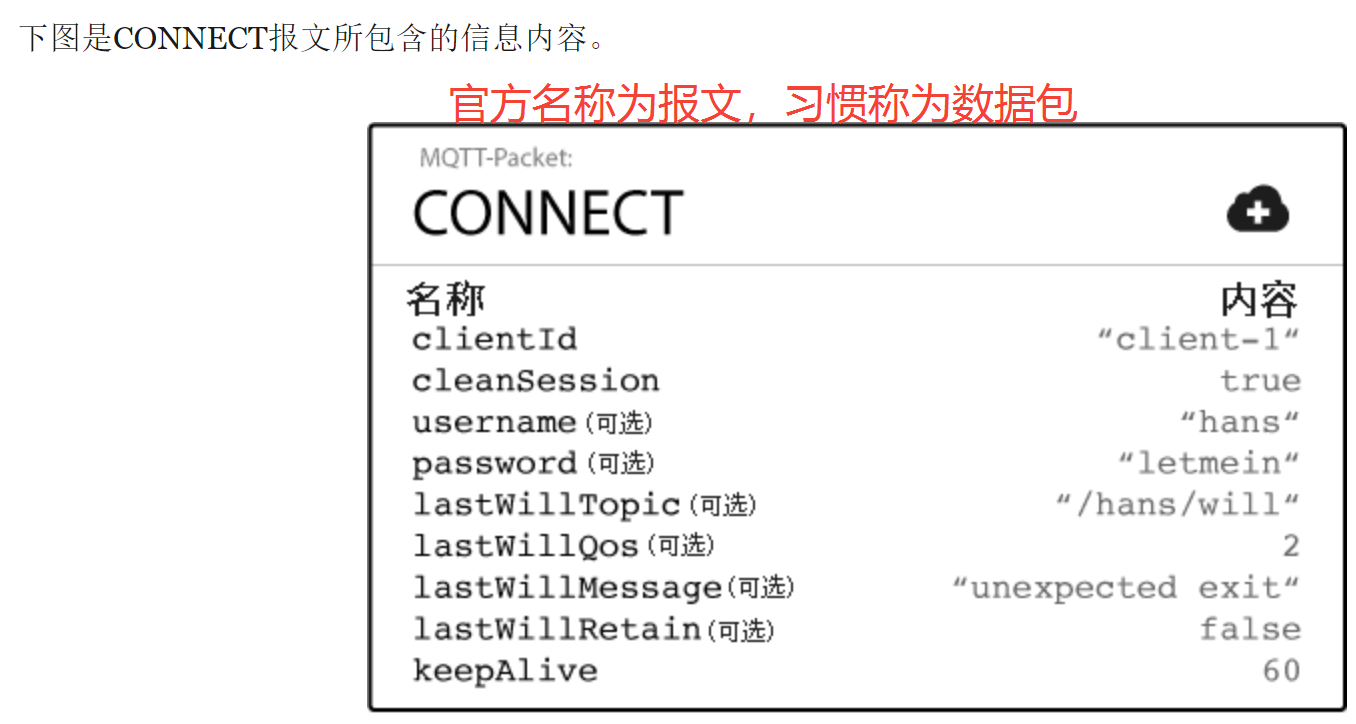 下图是CONNECT报文所包含的信息内容。
官方名称为报文，习惯称为数据包
MQTT-Packet:
CONNECT
名称 内容
clientId “client-1“
cleanSession true
username(可选) “hans“
password(可选) “letmein“
lastWillTopic(可选) “/hans/will“
lastWillQos(可选) 2
lastWillMessage(可选) “unexpected exit“
lastWillRetain(可选) false
keepAlive 60